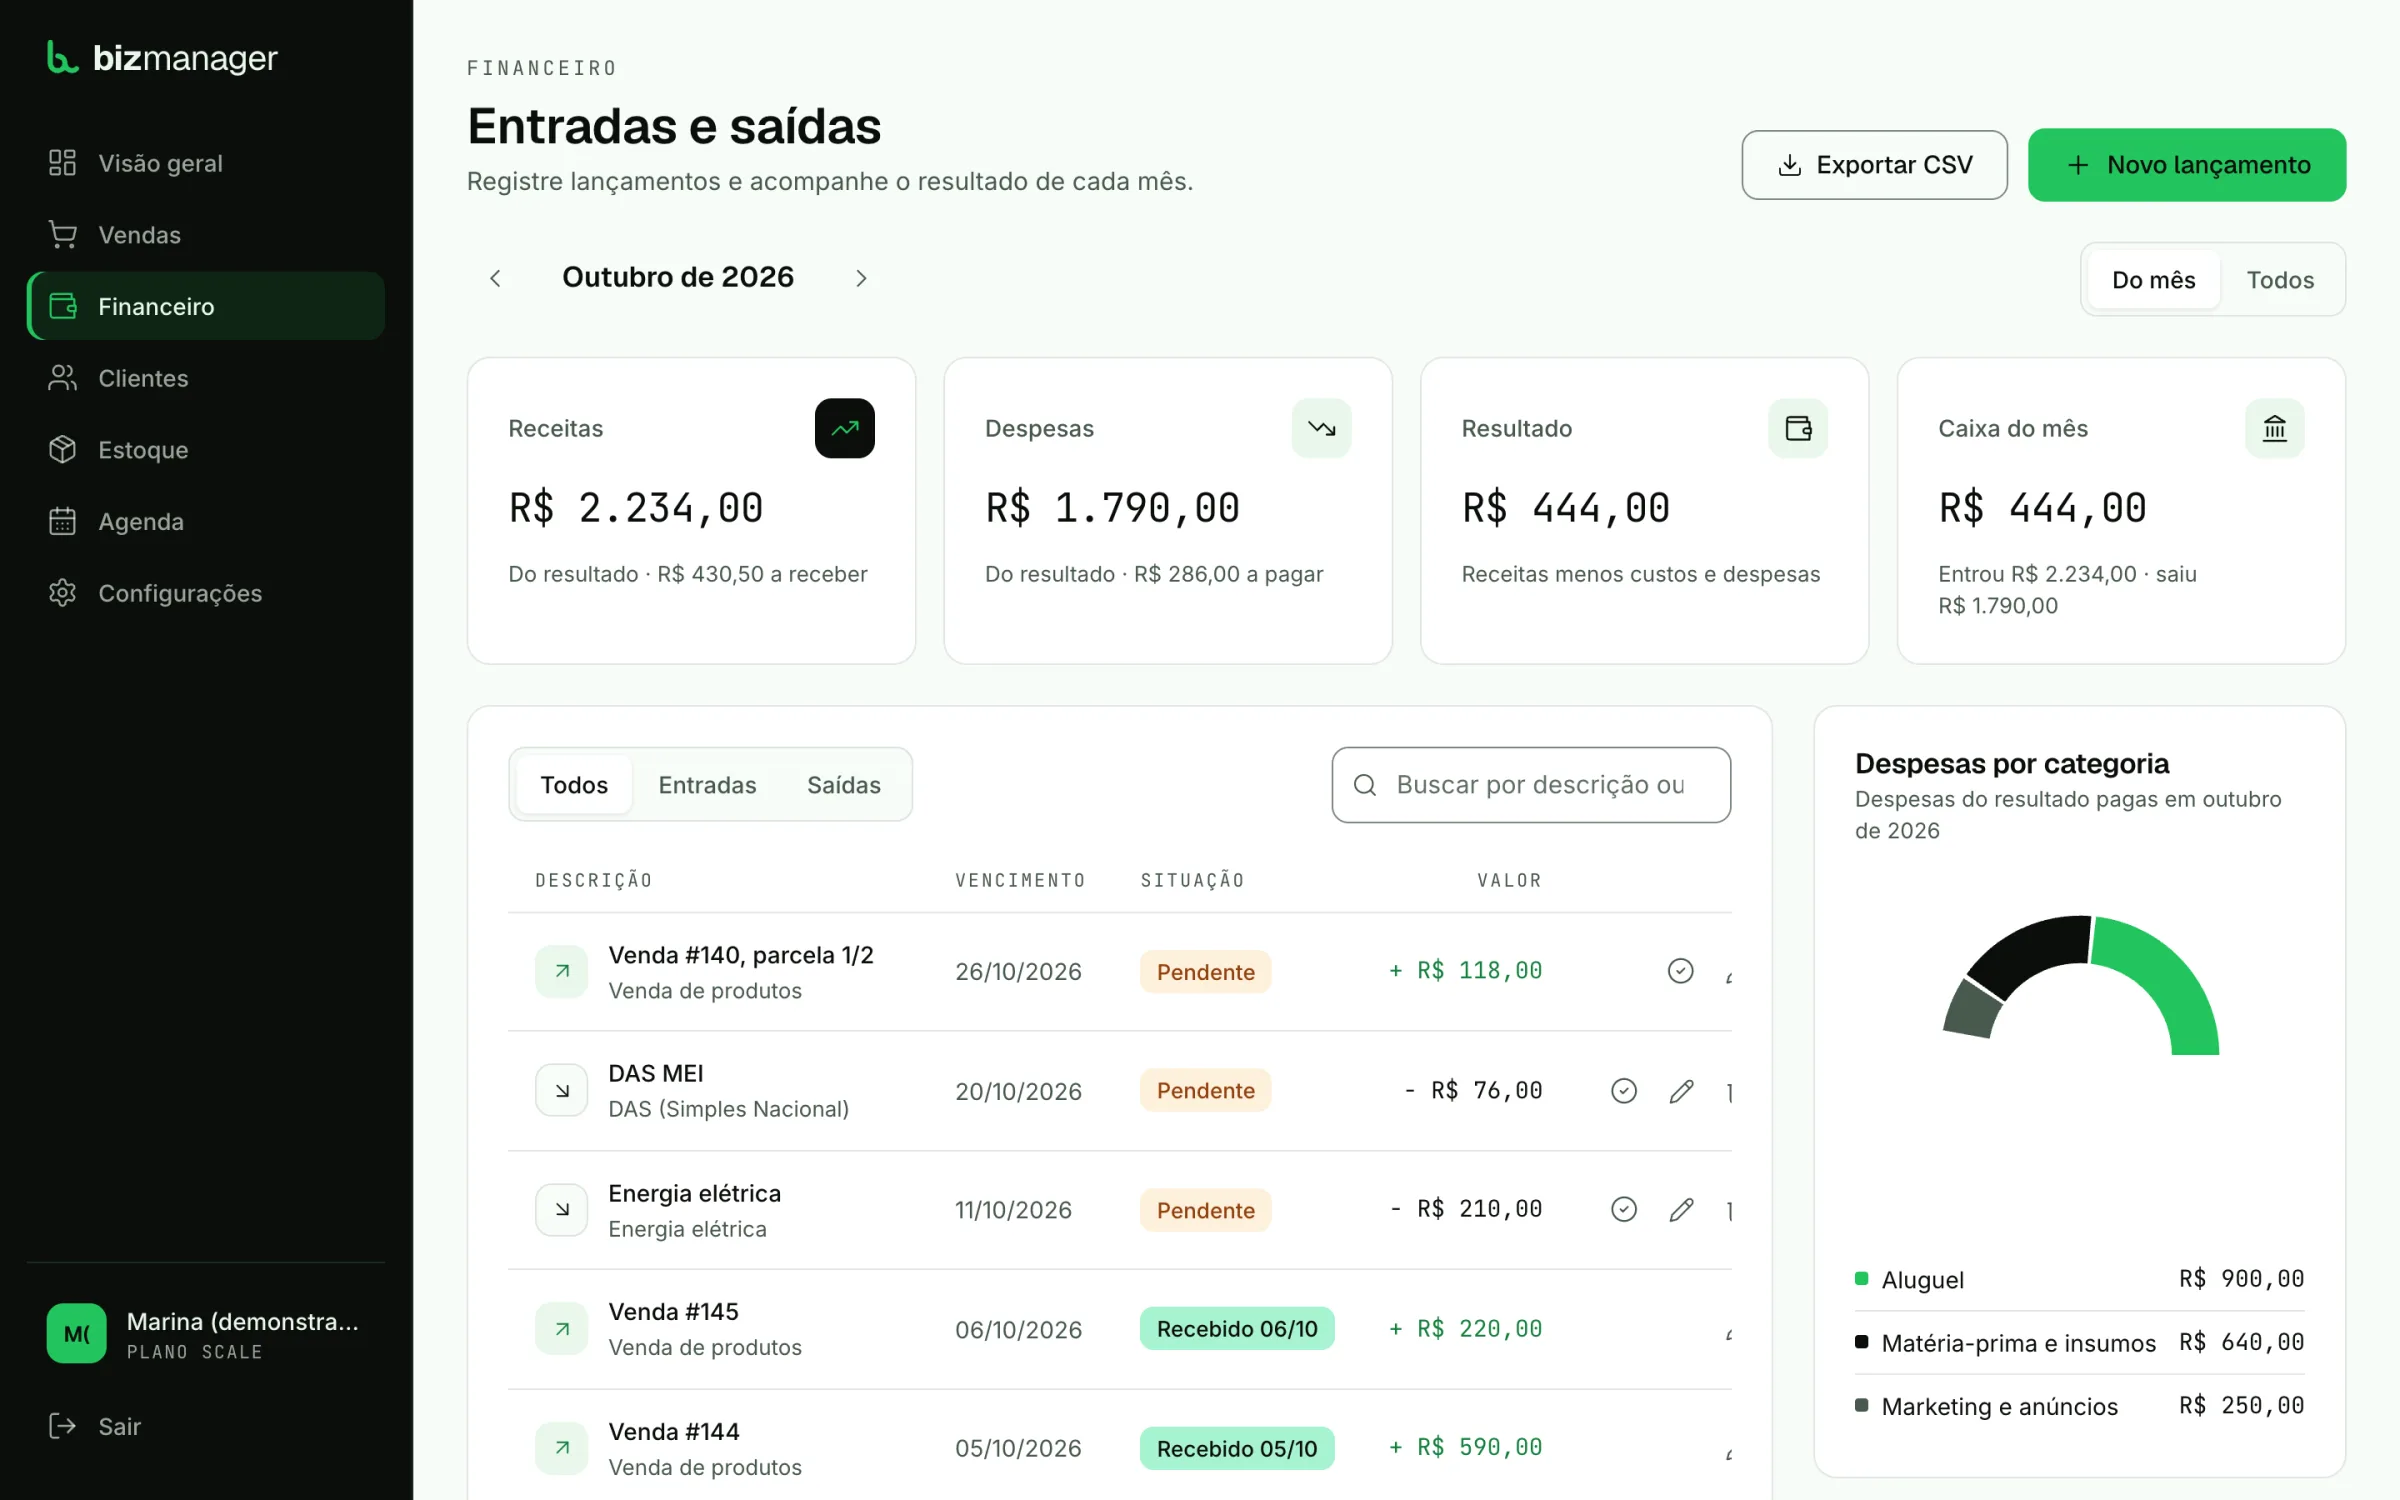 bizmanager
Visão geral
Vendas
Financeiro
Clientes
Estoque
Agenda
Configurações
M(
Marina (demonstra...
PLANO SCALE
Sair
FINANCEIRO
Entradas e saídas
Registre lançamentos e acompanhe o resultado de cada mês.
Exportar CSV
+ Novo lançamento
Outubro de 2026
Do mês
Todos
Receitas
R$ 2.234,00
Do resultado · R$ 430,50 a receber
Despesas
R$ 1.790,00
Do resultado · R$ 286,00 a pagar
Resultado
R$ 444,00
Receitas menos custos e despesas
Caixa do mês
R$ 444,00
Entrou R$ 2.234,00 · saiu
R$ 1.790,00
Todos
Entradas
Saídas
Buscar por descrição ou
DESCRIÇÃO VENCIMENTO SITUAÇÃO VALOR
Venda #140, parcela 1/2
Venda de produtos
26/10/2026
Pendente
+ R$ 118,00
DAS MEI
DAS (Simples Nacional)
20/10/2026
Pendente
- R$ 76,00
Energia elétrica
Energia elétrica
11/10/2026
Pendente
- R$ 210,00
Venda #145
Venda de produtos
06/10/2026
Recebido 06/10
+ R$ 220,00
Venda #144
Venda de produtos
05/10/2026
Recebido 05/10
+ R$ 590,00
Despesas por categoria
Despesas do resultado pagas em outubro
de 2026
Aluguel R$ 900,00
Matéria-prima e insumos R$ 640,00
Marketing e anúncios R$ 250,00